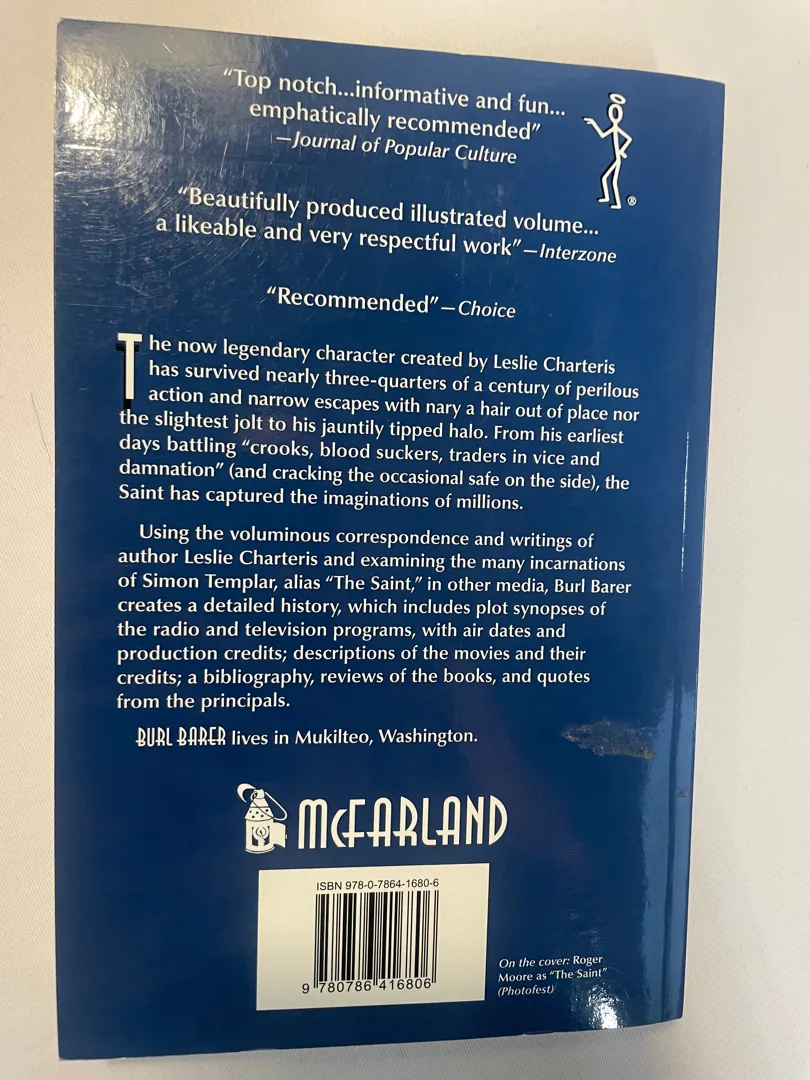 “Top notch...informative and fun...
emphatically recommended”
—Journal of Popular Culture
®
“Beautifully produced illustrated volume...
a likeable and very respectful work”—Interzone
“Recommended”—Choice
The now legendary character created by Leslie Charteris
has survived nearly three-quarters of a century of perilous
action and narrow escapes with nary a hair out of place nor
the slightest jolt to his jauntily tipped halo. From his earliest
days battling “crooks, blood suckers, traders in vice and
damnation” (and cracking the occasional safe on the side), the
Saint has captured the imaginations of millions.
Using the voluminous correspondence and writings of
author Leslie Charteris and examining the many incarnations
of Simon Templar, alias “The Saint,” in other media, Burl Barer
creates a detailed history, which includes plot synopses of
the radio and television programs, with air dates and
production credits; descriptions of the movies and their
credits; a bibliography, reviews of the books, and quotes
from the principals.
BURL BARER lives in Mukilteo, Washington.
McFARLAND
ISBN 978-0-7864-1680-6
9 780786 416806
On the cover: Roger
Moore as “The Saint”
(Photofest)